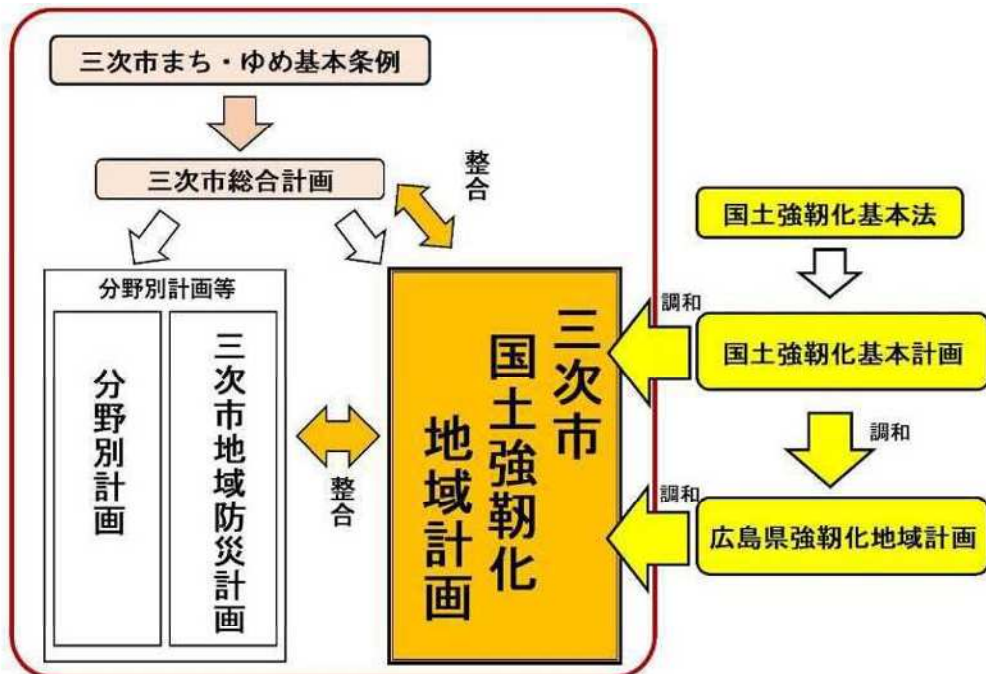 三次市まち・ゆめ基本条例
三次市総合計画
整合
分野別計画等
分野別計画
三次市地域防災計画
整合
三次市
国土強靱化
地域計画
国土強靱化基本法
調和
国土強靱化基本計画
調和
調和
広島県強靱化地域計画